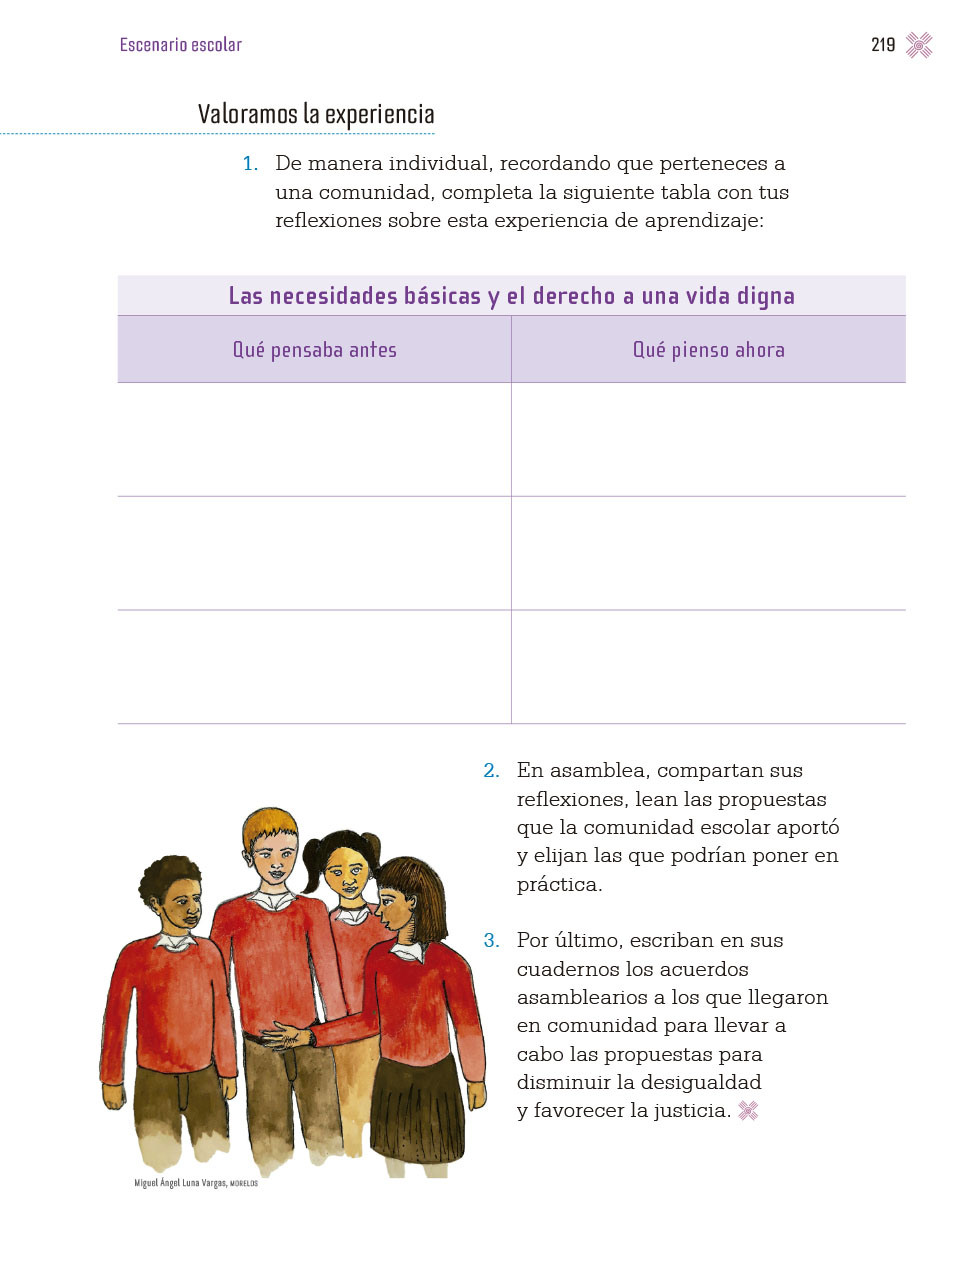 Escenario escolar
219
Valoramos la experiencia
1. De manera individual, recordando que perteneces a
una comunidad, completa la siguiente tabla con tus
reflexiones sobre esta experiencia de aprendizaje:
Las necesidades básicas y el derecho a una vida digna
Qué pensaba antes
Qué pienso ahora
2. En asamblea, compartan sus
reflexiones, lean las propuestas
que la comunidad escolar aportó
y elijan las que podrían poner en
práctica.
3. Por último, escriban en sus
cuadernos los acuerdos
asamblearios a los que llegaron
en comunidad para llevar a
cabo las propuestas para
disminuir la desigualdad
y favorecer la justicia.
Miguel Ángel Luna Vargas, MORELOS